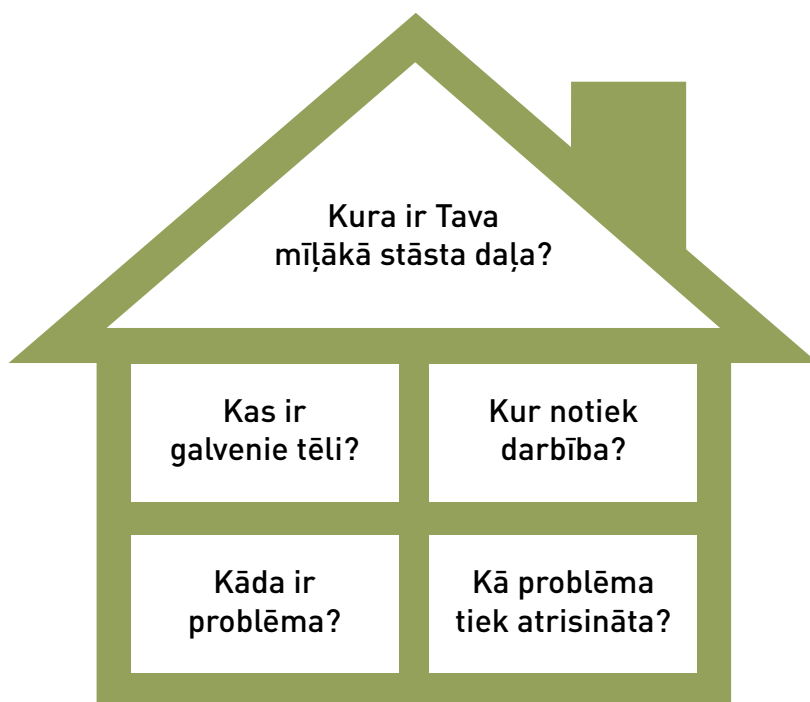 Kura ir Tava
mīļākā stāsta daļa?
Kas ir
galvenie tēli?
Kur notiek
darbība?
Kāda ir
problēma?
Kā problēma
tiek atrisināta?